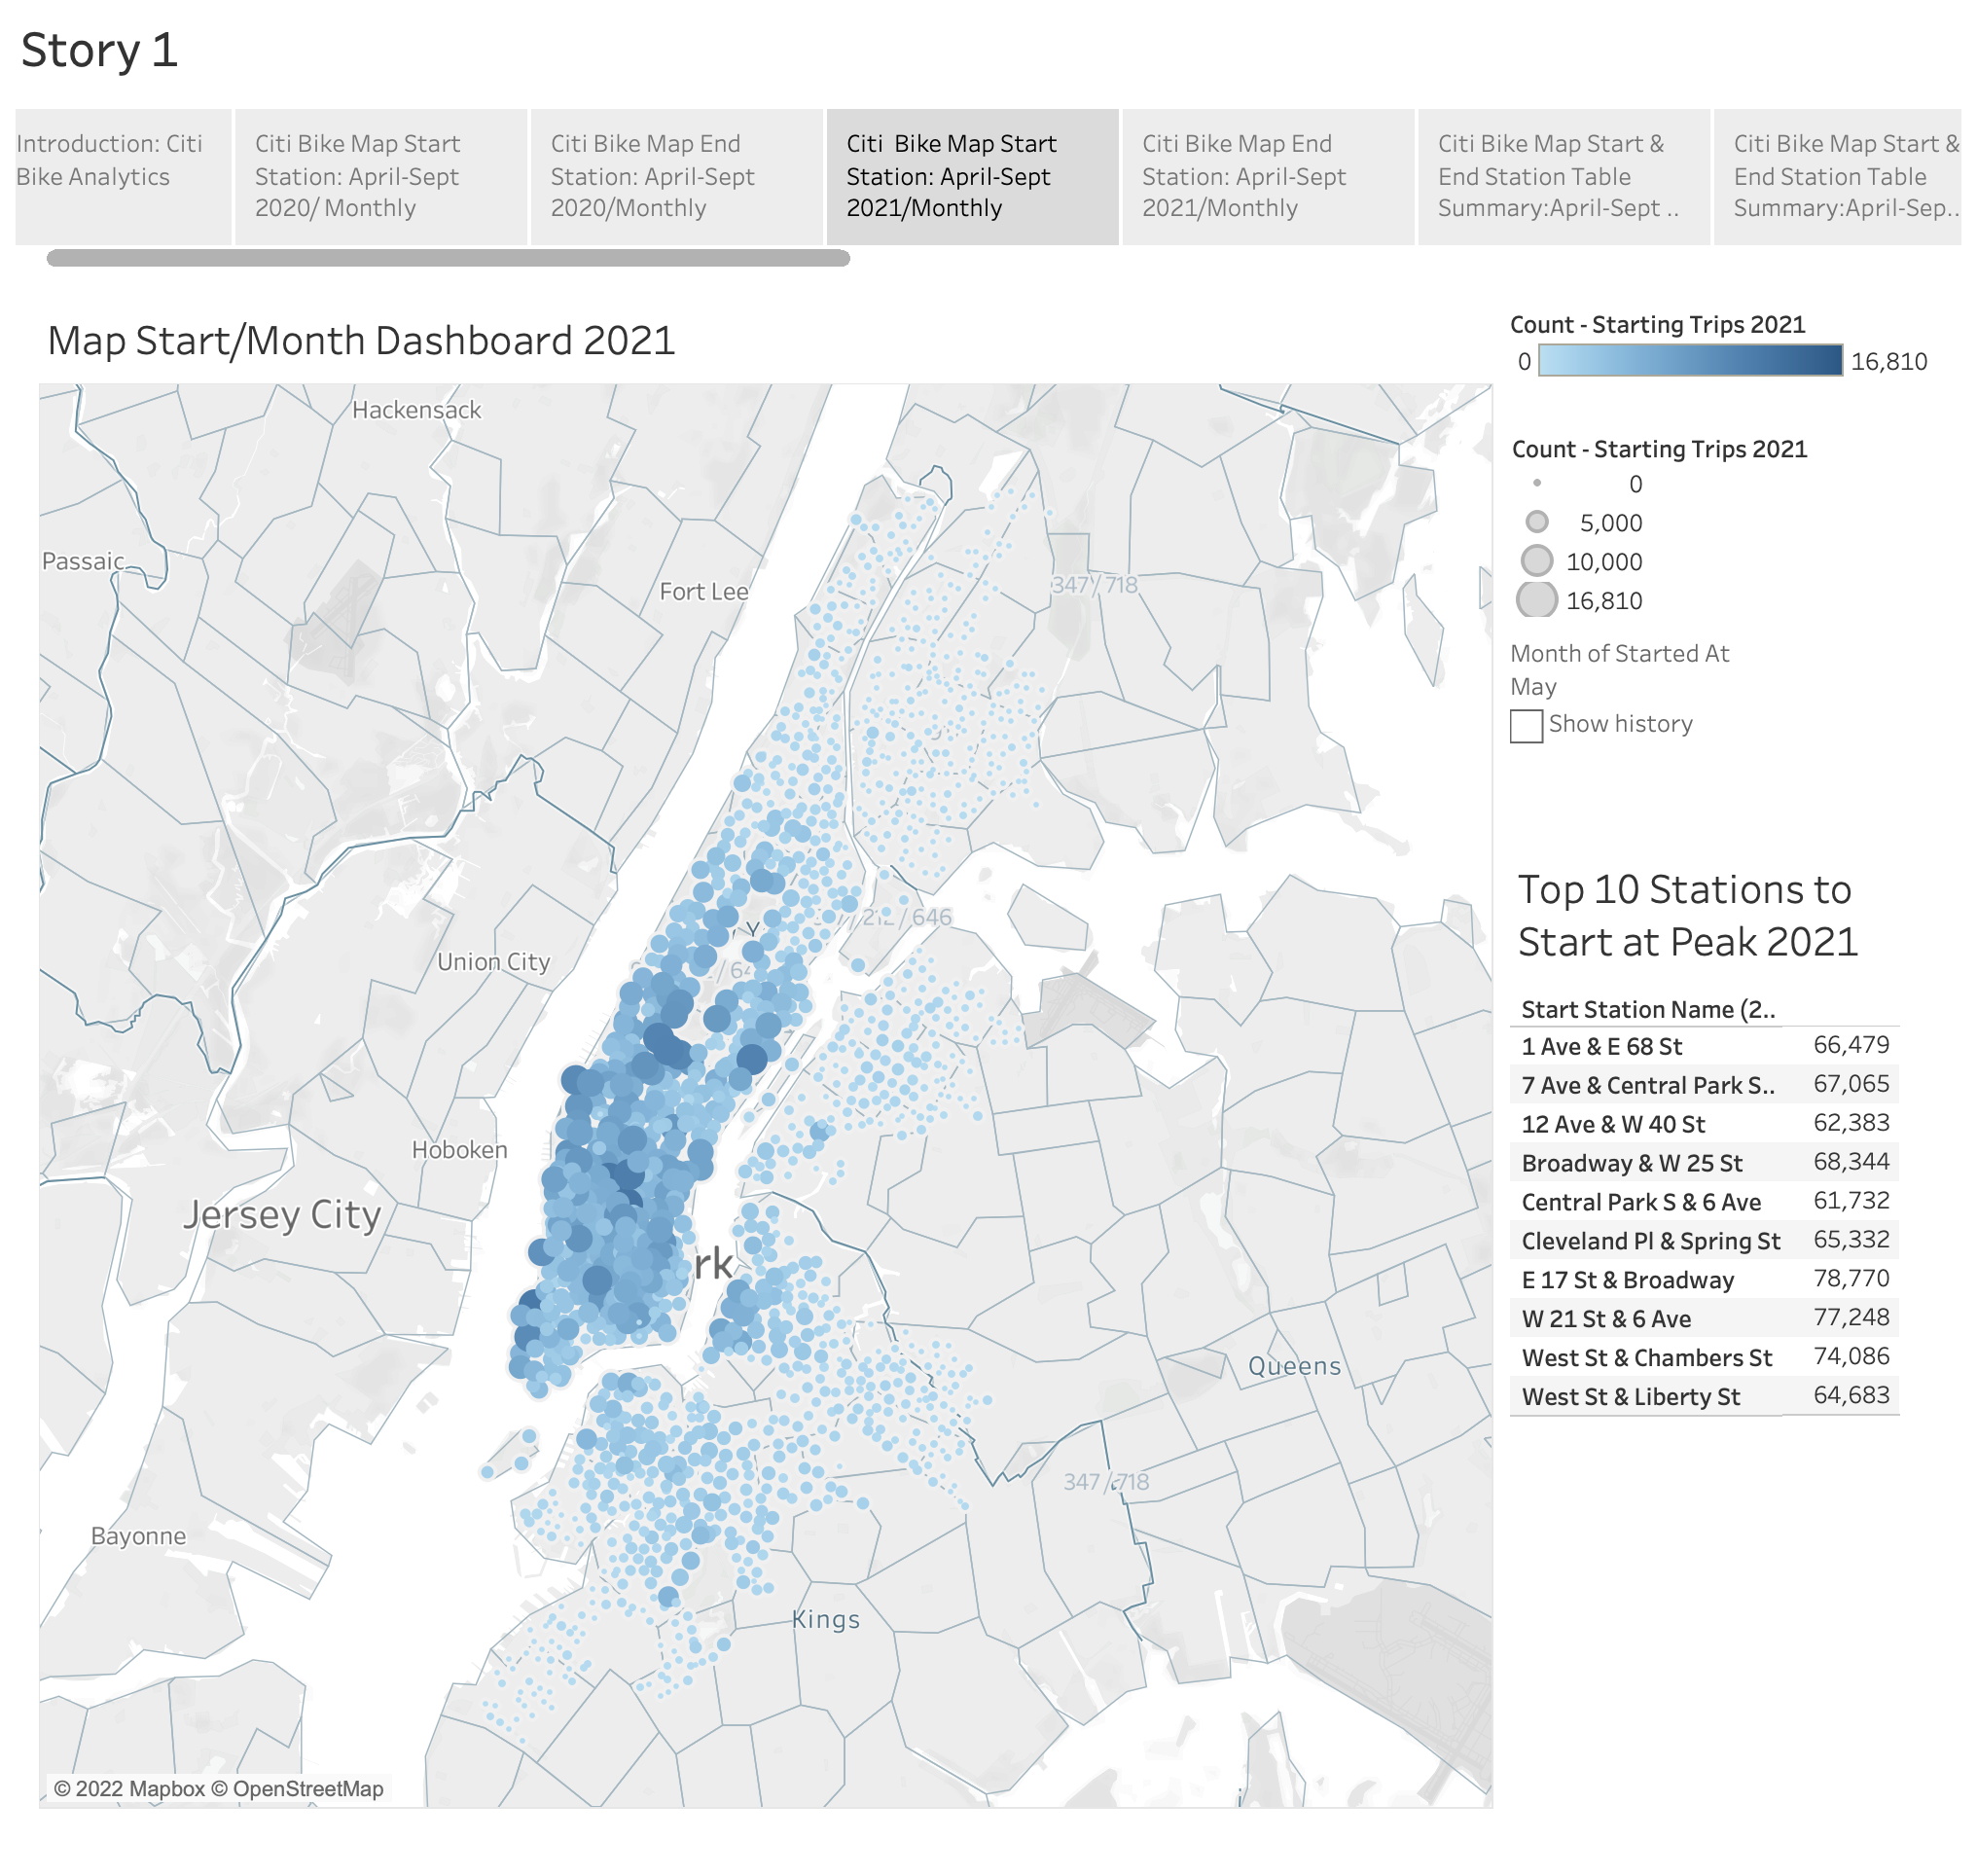 Story 1
Introduction: Citi
Bike Analytics
Citi Bike Map Start
Station: April-Sept
2020/ Monthly
Citi Bike Map End
Station: April-Sept
2020/Monthly
Citi  Bike Map Start
Station: April-Sept
2021/Monthly
Citi Bike Map End
Station: April-Sept
2021/Monthly
Citi Bike Map Start &
End Station Table
Summary:April-Sept ..
Citi Bike Map Start &
End Station Table
Summary:April-Sep..
Map Start/Month Dashboard 2021
Hackensack
Passaic
Fort Lee
347 / 718
212 / 646
Union City
Hoboken
Jersey City
rk
Queens
347 / 718
Bayonne
Kings
© 2022 Mapbox © OpenStreetMap
Count - Starting Trips 2021
0 16,810
Count - Starting Trips 2021
0
5,000
10,000
16,810
Month of Started At
May
Show history
Top 10 Stations to
Start at Peak 2021
Start Station Name (2..
1 Ave & E 68 St 66,479
7 Ave & Central Park S.. 67,065
12 Ave & W 40 St 62,383
Broadway & W 25 St 68,344
Central Park S & 6 Ave 61,732
Cleveland Pl & Spring St 65,332
E 17 St & Broadway 78,770
W 21 St & 6 Ave 77,248
West St & Chambers St 74,086
West St & Liberty St 64,683